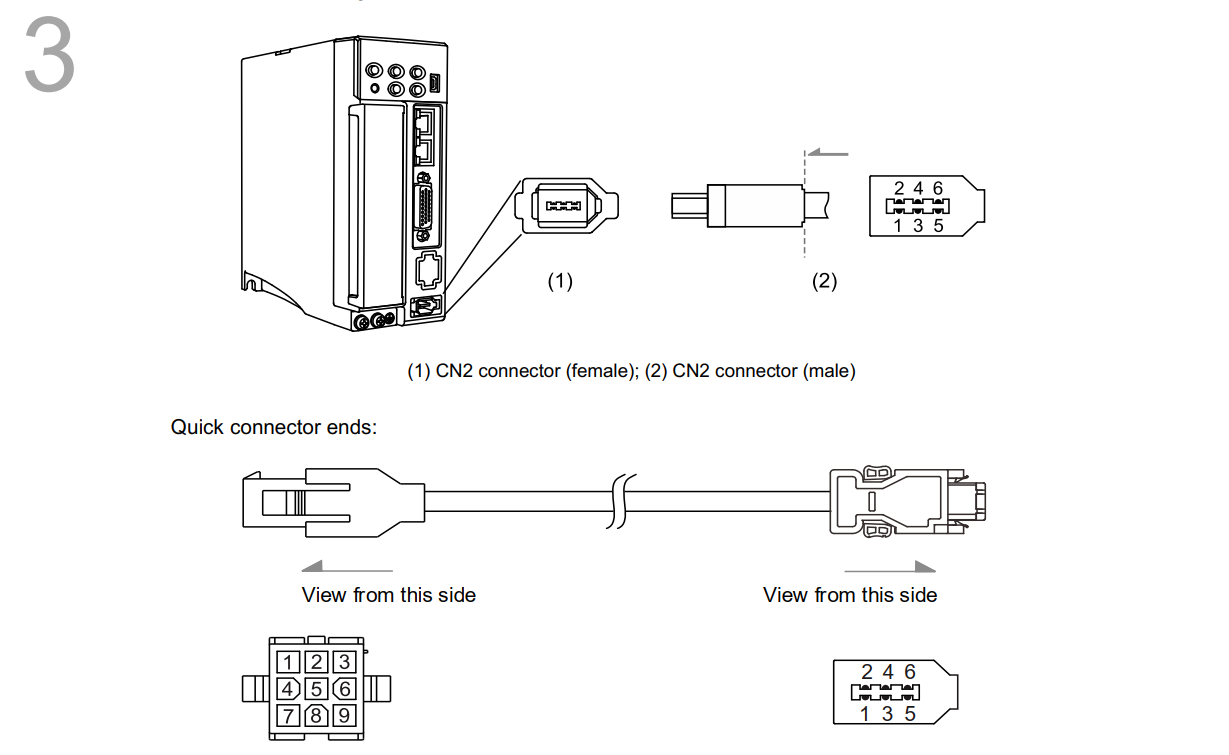 3
2 4 6
1 3 5
(1)
(2)
(1) CN2 connector (female); (2) CN2 connector (male)
Quick connector ends:
View from this side
View from this side
1 2 3
4 5 6
7 8 9
2 4 6
1 3 5